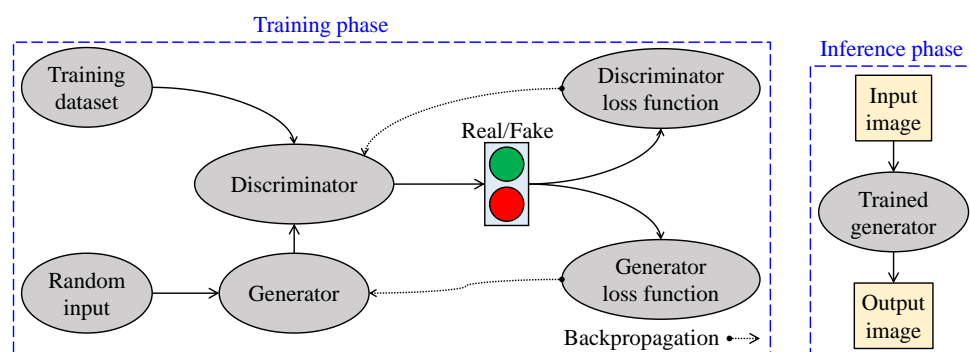 Training phase
Training
dataset
Discriminator
loss function
Real/Fake
Discriminator
Random
input
Generator
Generator
loss function
Backpropagation
Inference phase
Input
image
Trained
generator
Output
image